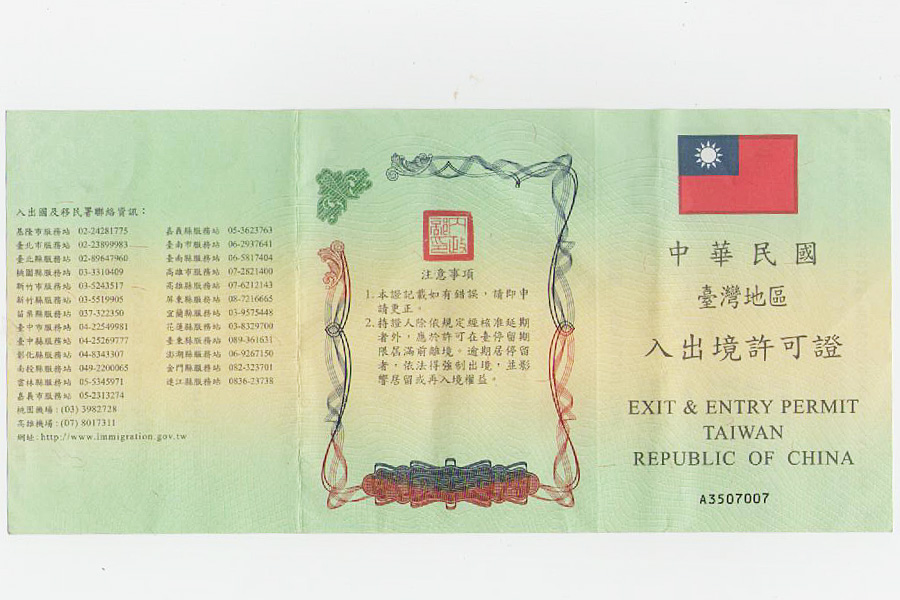 入出國及移民署聯絡資訊：
基隆市服務站 02-24281775
臺北市服務站 02-23899983
臺北縣服務站 02-89647960
桃園縣服務站 03-3310409
新竹市服務站 03-5243517
新竹縣服務站 03-5519905
苗栗縣服務站 037-322350
臺中市服務站 04-22549981
臺中縣服務站 04-25269777
彰化縣服務站 04-8349307
南投縣服務站 049-2200065
雲林縣服務站 05-5345971
嘉義市服務站 05-2313274
桃園機場：(03) 3982728
高雄機場：(07) 8017311
網址：http://www.immigration.gov.tw
嘉義縣服務站 05-3623763
臺南市服務站 06-2937641
臺南縣服務站 06-5817404
高雄市服務站 07-2821400
高雄縣服務站 07-6212143
屏東縣服務站 08-7216665
宜蘭縣服務站 03-9575448
花蓮縣服務站 03-8329700
臺東縣服務站 089-361631
澎湖縣服務站 06-9267150
金門縣服務站 082-323701
連江縣服務站 0836-23738
內政部印
注意事項
1.本證記載如有錯誤，請即申
請更正。
2.持證人除依規定經核准延期
者外，應於許可在臺停留期
限屆滿前離境。逾期居停留
者，依法得強制出境，並影
響居留或再入境權益。
中華民國
臺灣地區
入出境許可證
EXIT & ENTRY PERMIT
TAIWAN
REPUBLIC OF CHINA
A3507007